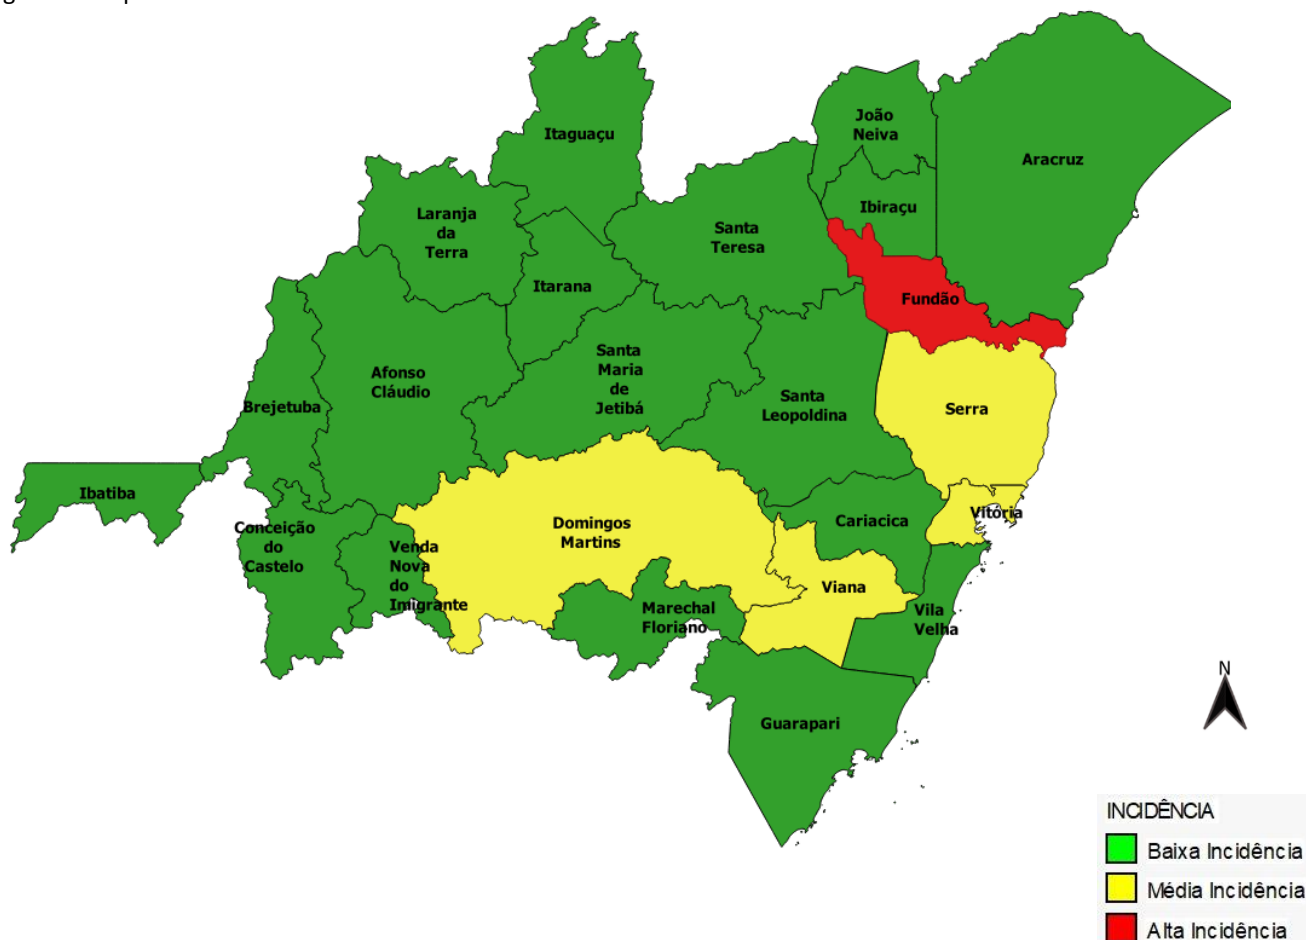 Itaguaçu
João
Neiva
Aracruz
Laranja
da
Terra
Ibiraçu
Santa
Teresa
Itarana
Fundão
Santa
Maria
de
Jetibá
Afonso
Cláudio
Brejetuba
Santa
Leopoldina
Serra
Ibatiba
Conceição
do
Castelo
Domingos
Martins
Cariacica
Vitória
Venda
Nova
do
Imigrante
Viana
Marechal
Floriano
Vila
Velha
Guarapari
N
INCIDÊNCIA
Baixa Incidência
Média Incidência
Alta Incidência